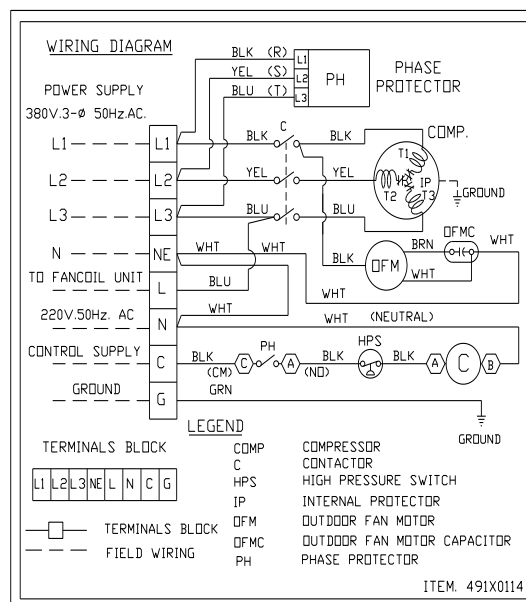 WIRING DIAGRAM
POWER SUPPLY
380V.3-Ø 50Hz.AC.
BLK (R)
YEL (S)
BLU (T)
L1
L2
L3
PH
PHASE
PROTECTOR
L1
L1
BLK
C
BLK
COMP.
L2
L2
YEL
YEL
T1
T2
T3
IP
GROUND
L3
L3
BLU
BLU
N
NE
WHT
WHT
BLK
OFM
BRN
OFMC
WHT
WHT
TO FANCOIL UNIT
L
BLU
WHT
WHT
220V.50Hz. AC
N
WHT
(NEUTRAL)
CONTROL SUPPLY
C
BLK
(CM)
C
PH
A
(NO)
BLK
HPS
BLK
A
C
B
GROUND
G
GRN
GROUND
LEGEND
TERMINALS BLOCK
L1 L2 L3 NE L N C G
TERMINALS BLOCK
FIELD WIRING
COMP COMPRESSOR
C CONTACTOR
HPS HIGH PRESSURE SWITCH
IP INTERNAL PROTECTOR
OFM OUTDOOR FAN MOTOR
OFMC OUTDOOR FAN MOTOR CAPACITOR
PH PHASE PROTECTOR
ITEM. 491X0114